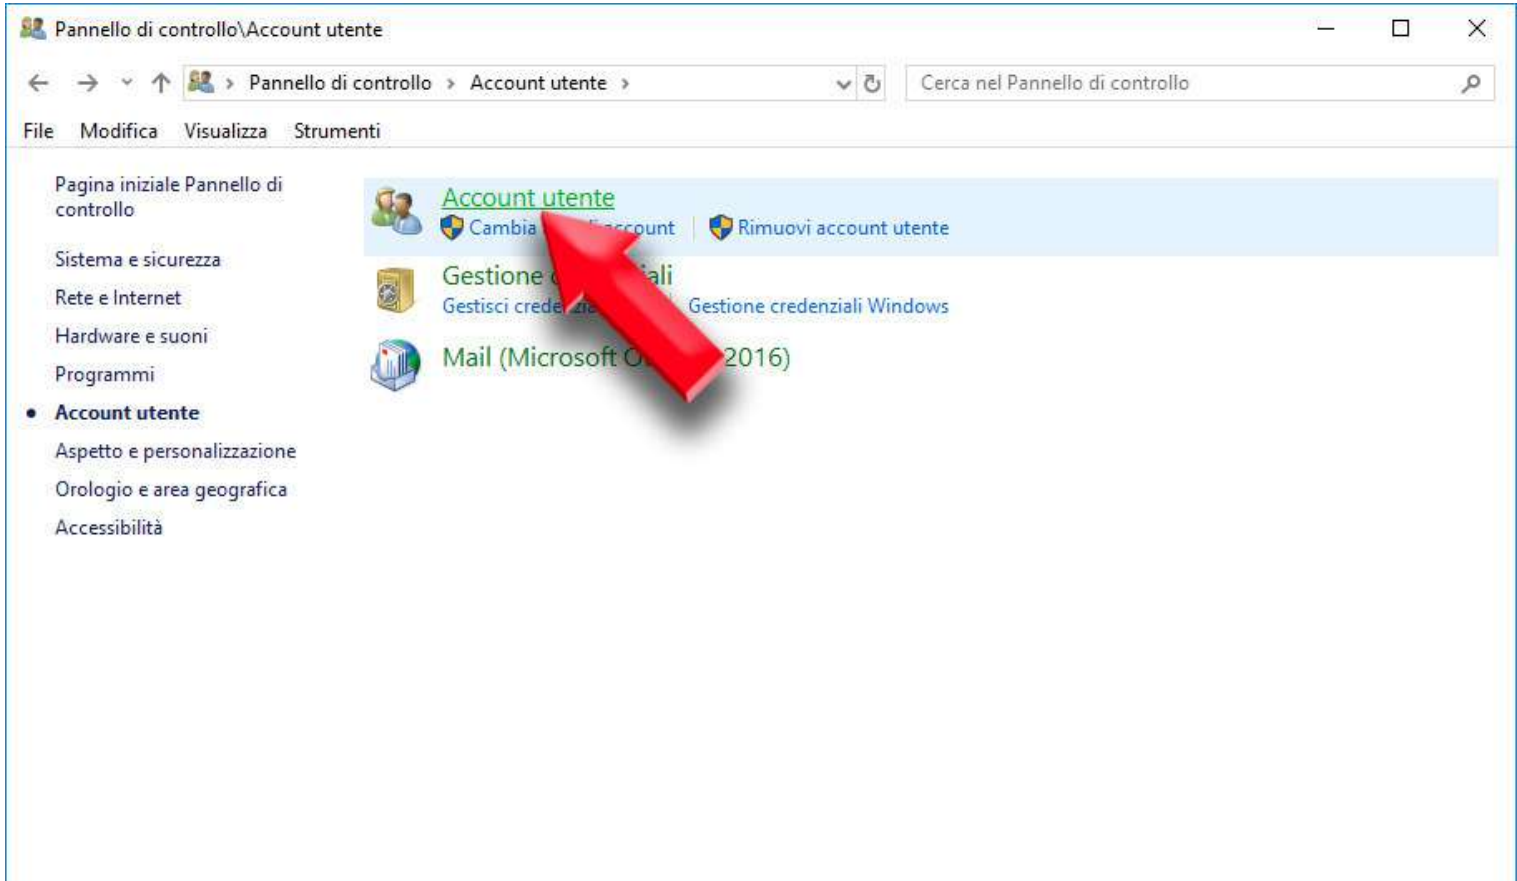 Pannello di controllo\Account utente
Pannello di controllo > Account utente >
Cerca nel Pannello di controllo
File Modifica Visualizza Strumenti
Pagina iniziale Pannello di
controllo
Sistema e sicurezza
Rete e Internet
Hardware e suoni
Programmi
Account utente
Aspetto e personalizzazione
Orologio e area geografica
Accessibilità
Account utente
Cambia account Rimuovi account utente
Gestione
Gestisci Gestione credenziali Windows
Mail (Microsoft 2016)